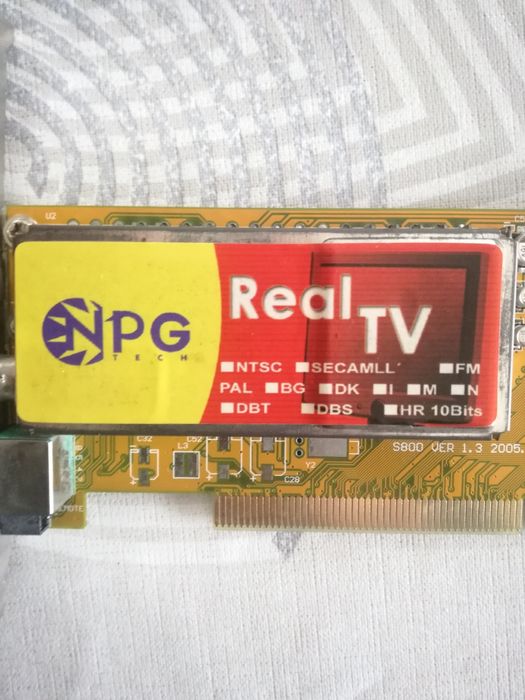 U2
NPG
TECH
Real
TV
NTSC SECAMLL´ FM
PAL BG DK I M N
DBT DBS HR 10Bits
C32
C52
L3
Y2
C28
S800 VER 1.3 2005.